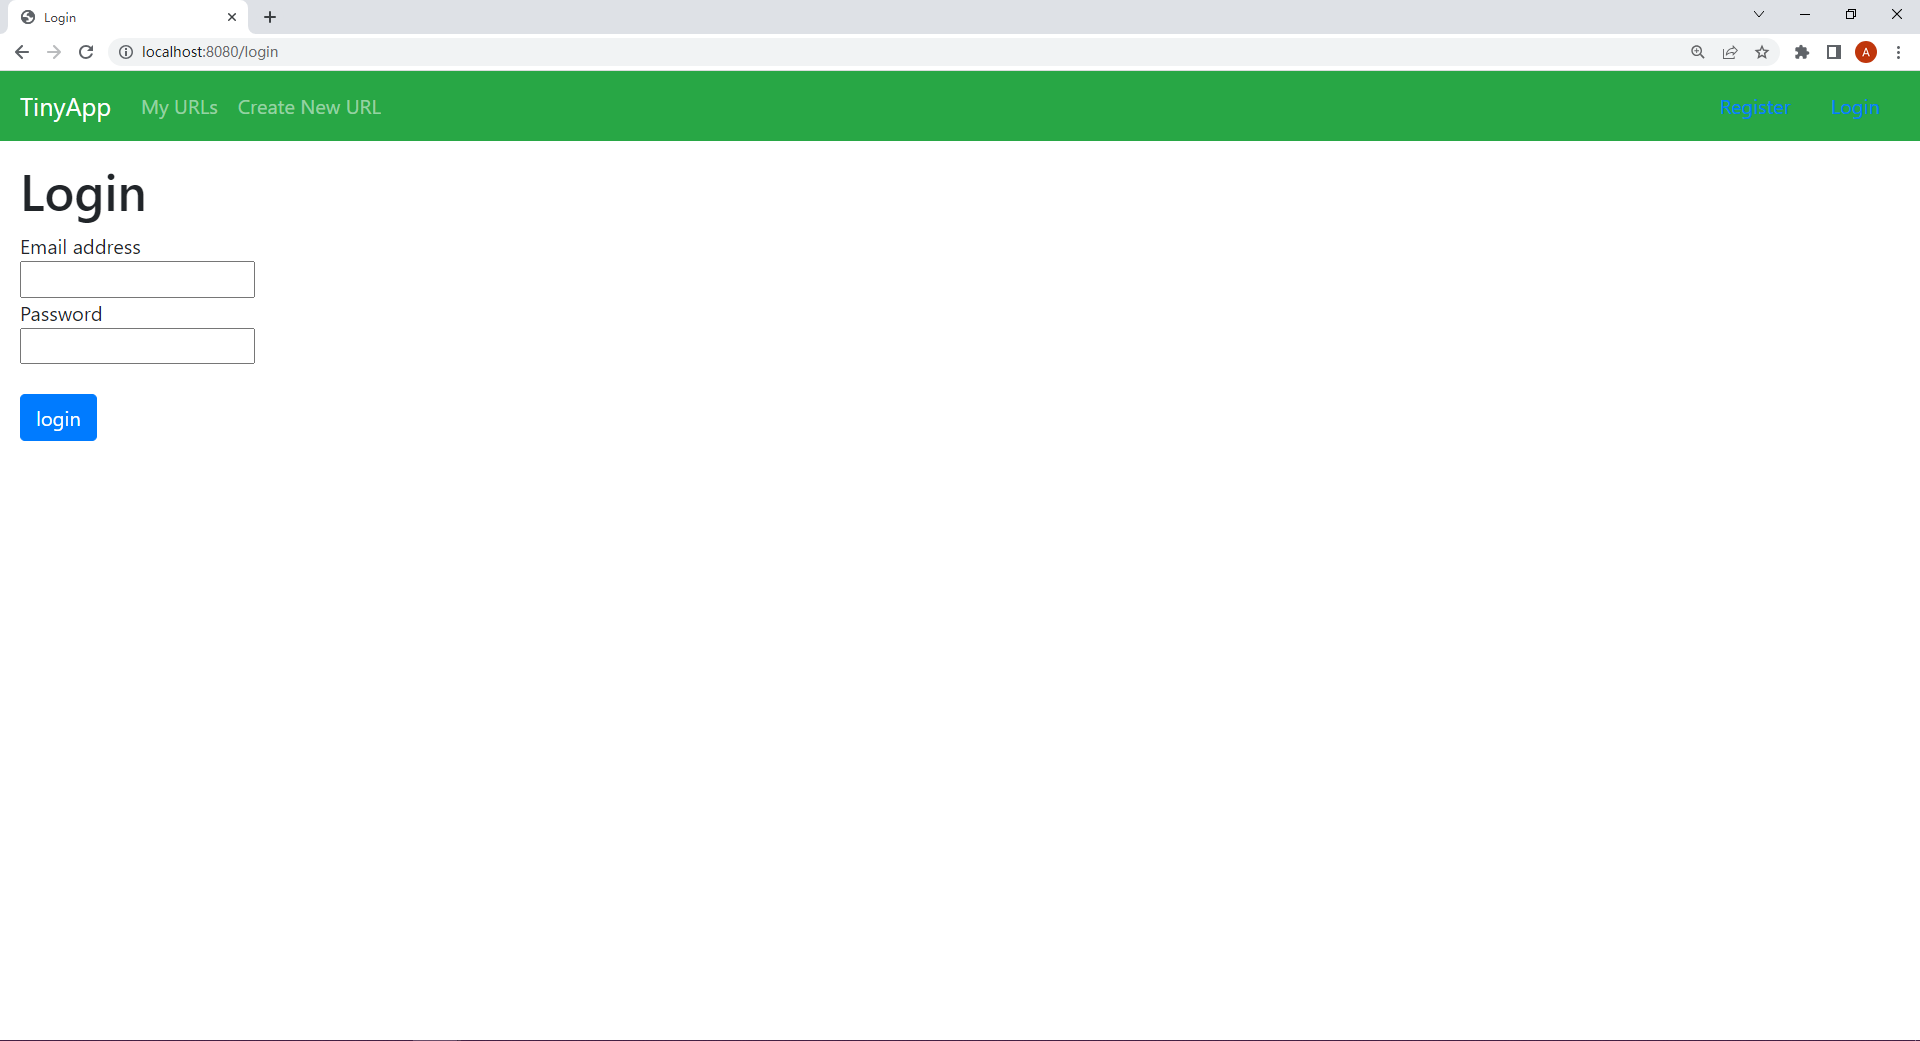 Login
localhost:8080/login
A
TinyApp My URLs Create New URL Register Login
Login
Email address
Password
login